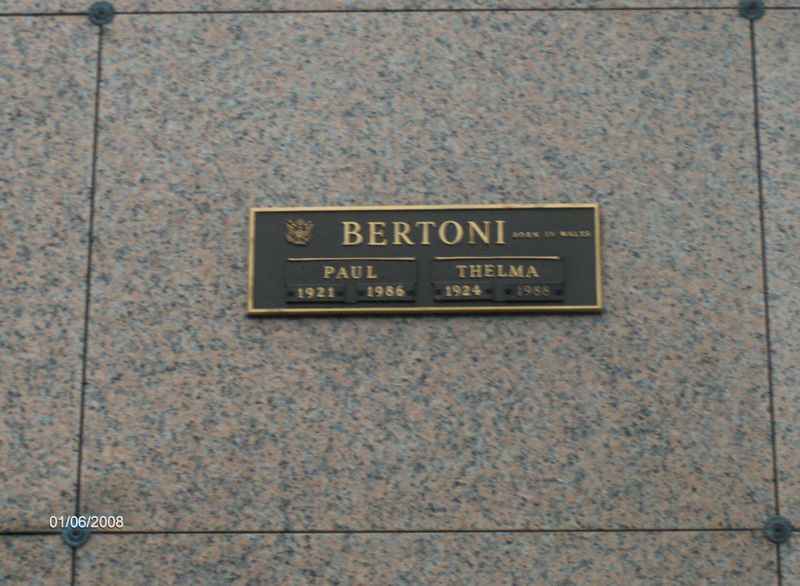 BERTONI BORN IN WALES
PAUL THELMA
1921 1986 1924 1988
01/06/2008